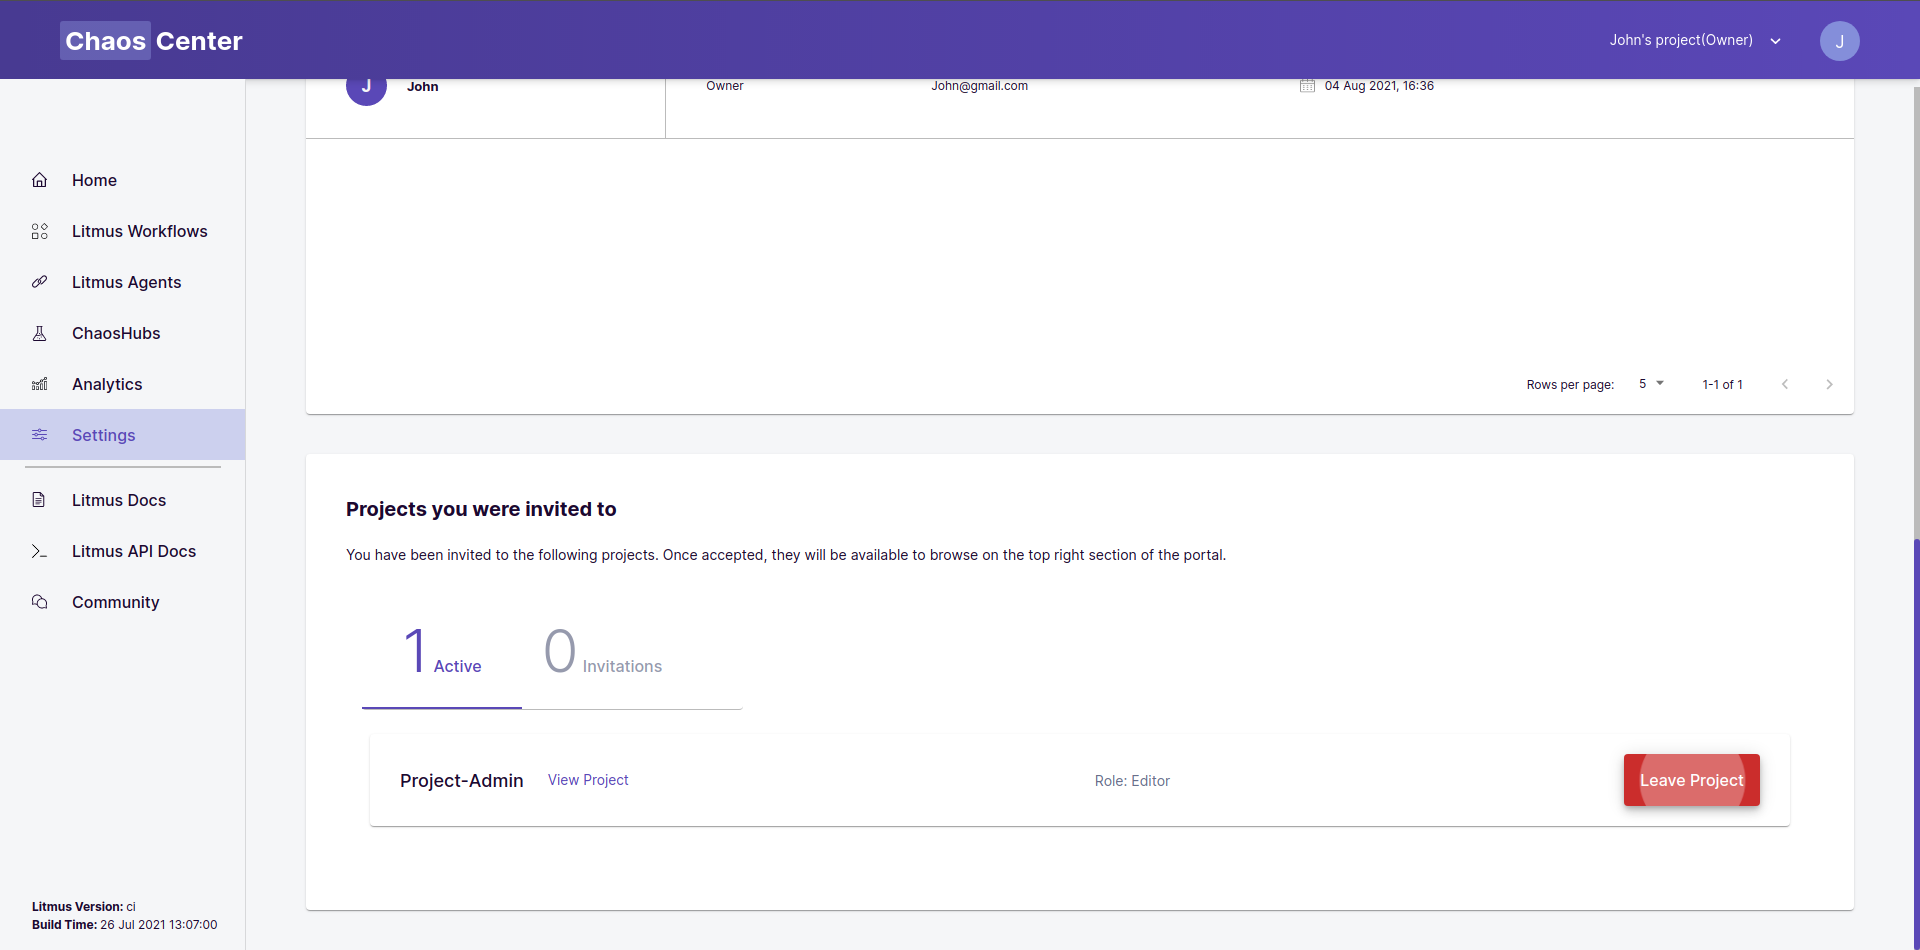 Chaos Center
John's project(Owner)
J
J
John
Owner
John@gmail.com
04 Aug 2021, 16:36
Home
Litmus Workflows
Litmus Agents
ChaosHubs
Analytics
Settings
Litmus Docs
Litmus API Docs
Community
Rows per page:
5
1-1 of 1
Projects you were invited to
You have been invited to the following projects. Once accepted, they will be available to browse on the top right section of the portal.
1 Active
0 Invitations
Project-Admin
View Project
Role: Editor
Leave Project
Litmus Version: ci
Build Time: 26 Jul 2021 13:07:00